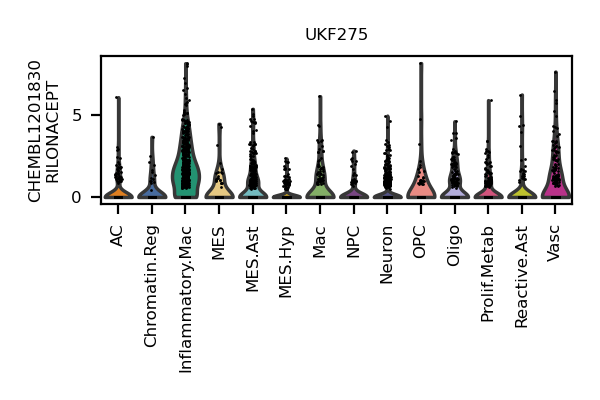 UKF275
CHEMBL1201830
RILONACEPT
5
0
AC
Chromatin.Reg
Inflammatory.Mac
MES
MES.Ast
MES.Hyp
Mac
NPC
Neuron
OPC
Oligo
Prolif.Metab
Reactive.Ast
Vasc